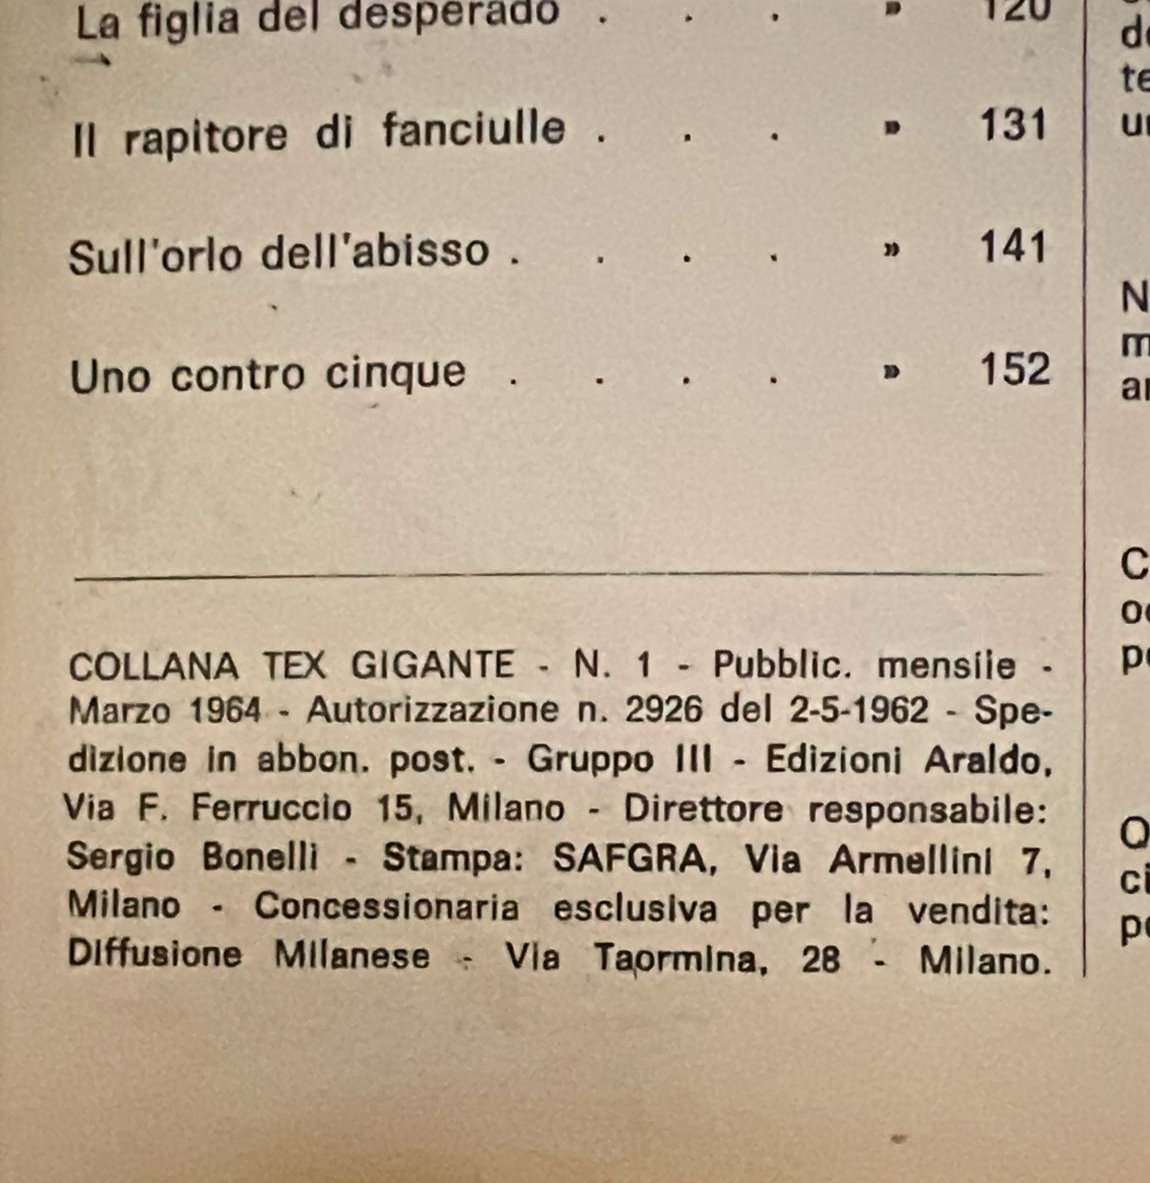 La figlia del desperado . . . » 120
Il rapitore di fanciulle . . . » 131
Sull'orlo dell'abisso . . . . » 141
Uno contro cinque . . . . » 152
COLLANA TEX GIGANTE - N. 1 - Pubblic. mensile -
Marzo 1964 - Autorizzazione n. 2926 del 2-5-1962 - Spe-
dizione in abbon. post. - Gruppo III - Edizioni Araldo,
Via F. Ferruccio 15, Milano - Direttore responsabile:
Sergio Bonelli - Stampa: SAFGRA, Via Armellini 7,
Milano - Concessionaria esclusiva per la vendita:
Diffusione Milanese - Via Taormina, 28 - Milano.